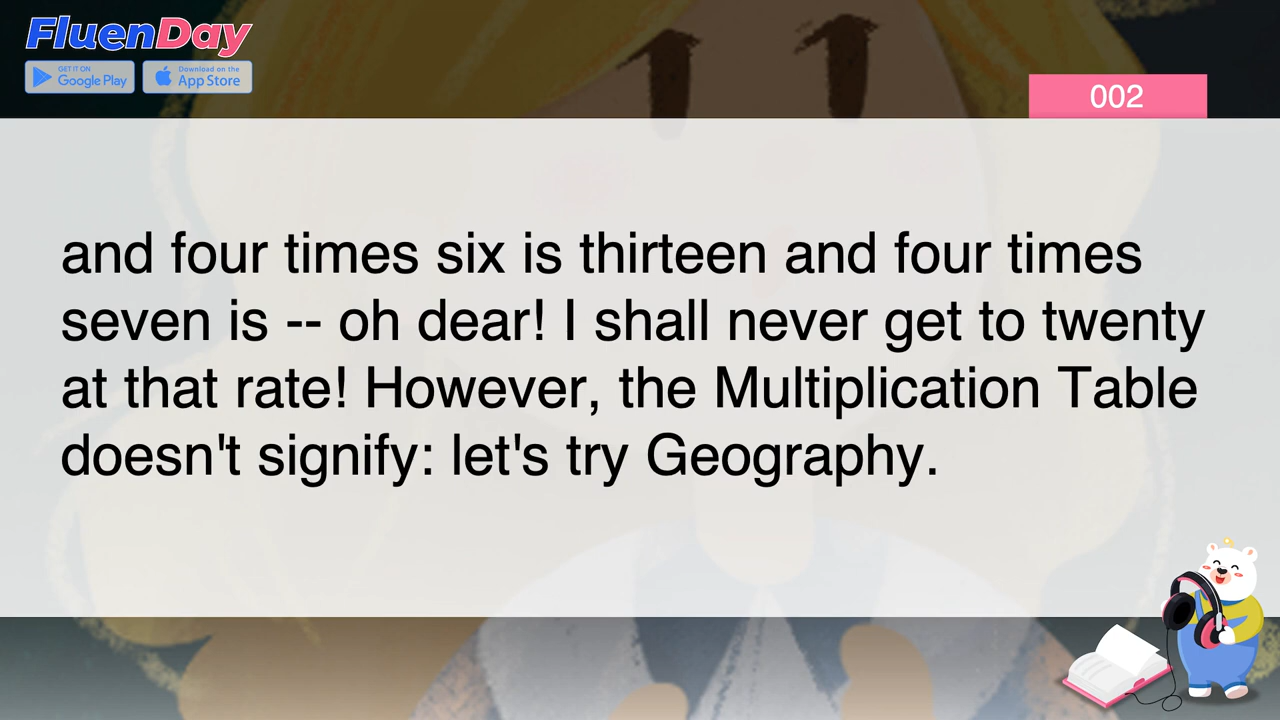 FluenDay
GET IT ON
Google Play
Download on the
App Store
002
and four times six is thirteen and four times
seven is -- oh dear! I shall never get to twenty
at that rate! However, the Multiplication Table
doesn't signify: let's try Geography.